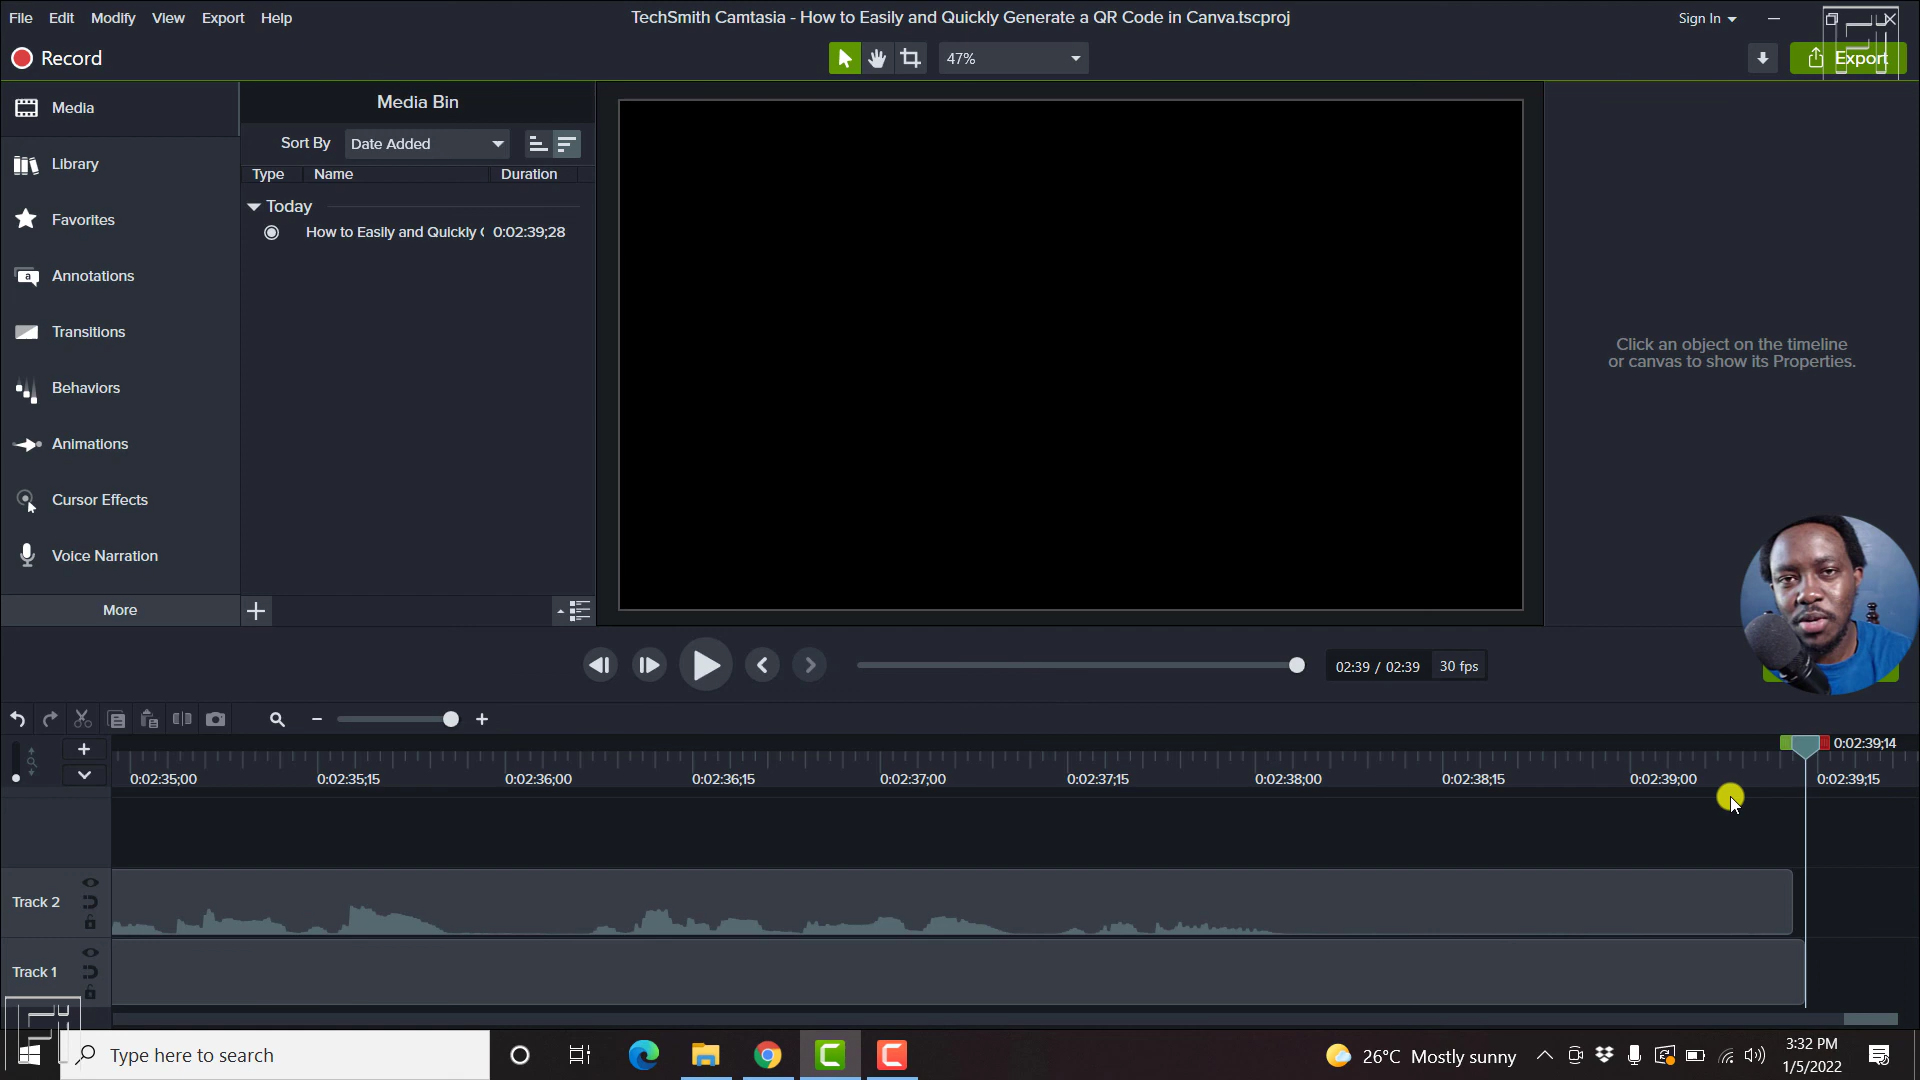 File Edit Modify View Export Help
TechSmith Camtasia - How to Easily and Quickly Generate a QR Code in Canva.tscproj
Sign In
Record
47%
Export
Media
Library
Favorites
Annotations
Transitions
Behaviors
Animations
Cursor Effects
Voice Narration
More
Media Bin
Sort By Date Added
Type Name Duration
Today
How to Easily and Quickly 0:02:39;28
Click an object on the timeline
or canvas to show its Properties.
02:39 / 02:39 30 fps
0:02:39;14
0:02:35;00 0:02:35;15 0:02:36;00 0:02:36;15 0:02:37;00 0:02:37;15 0:02:38;00 0:02:38;15 0:02:39;00 0:02:39;15
Track 2
Track 1
Type here to search
26°C Mostly sunny
3:32 PM
1/5/2022